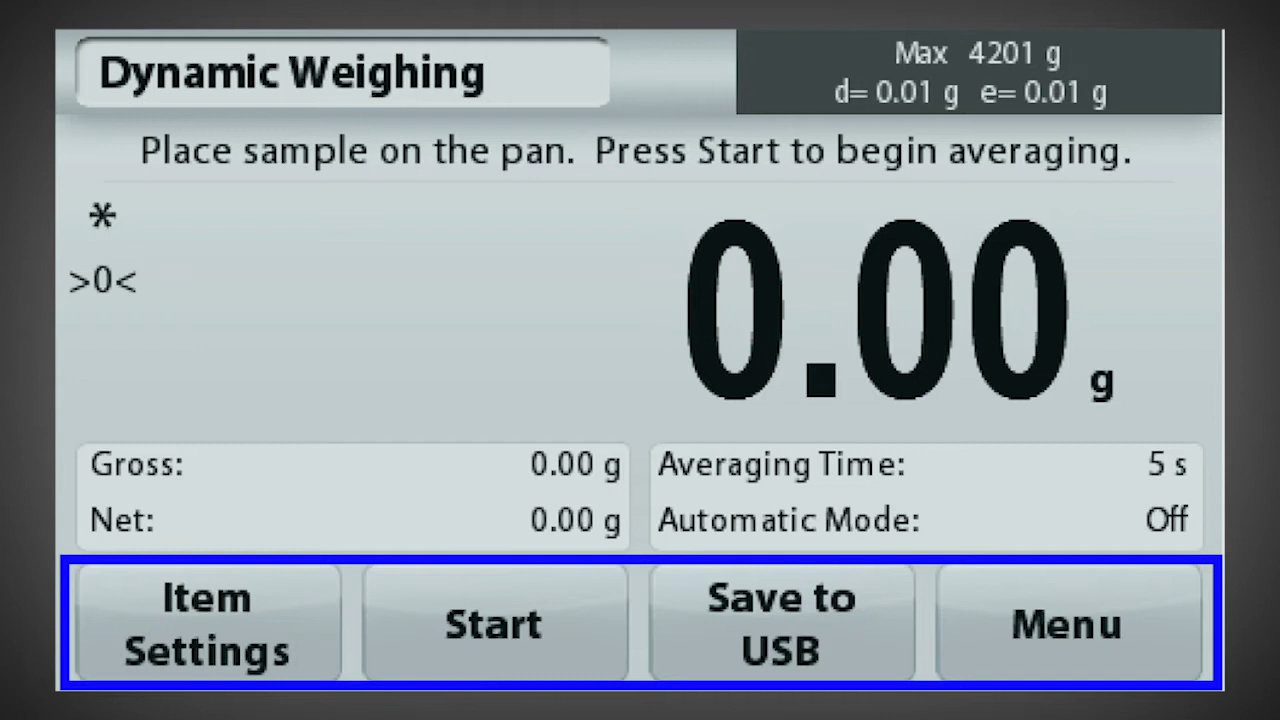 Dynamic Weighing
Max 4201 g
d= 0.01 g e= 0.01 g
Place sample on the pan. Press Start to begin averaging.
*
>0<
0.00 g
Gross: 0.00 g
Net: 0.00 g
Averaging Time: 5 s
Automatic Mode: Off
Item
Settings
Start
Save to
USB
Menu